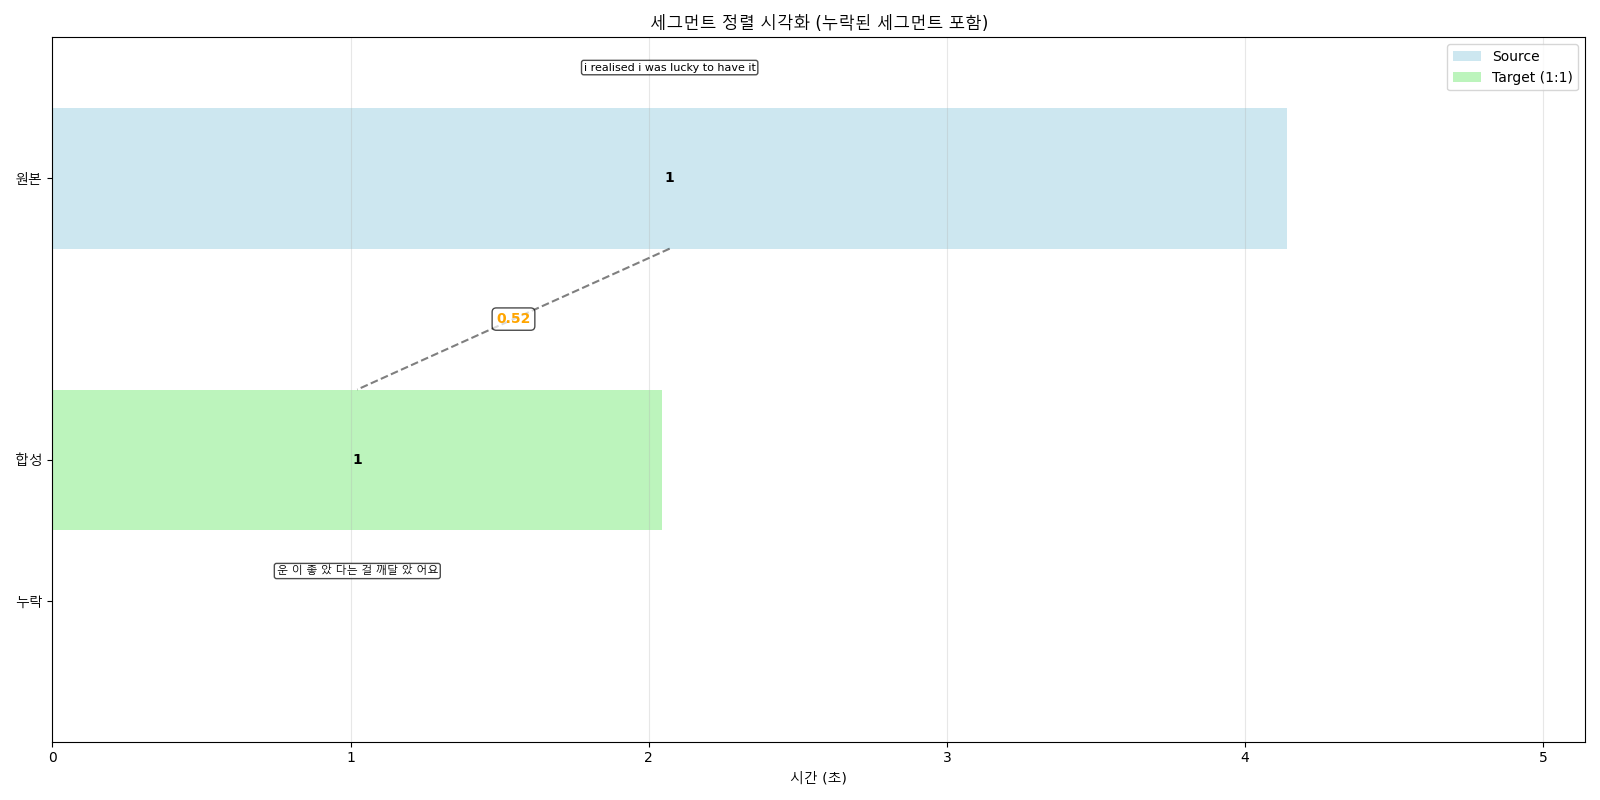 세그먼트 정렬 시각화 (누락된 세그먼트 포함)
i realised i was lucky to have it
Source
Target (1:1)
원본
1
0.52
합성
1
운 이 좋 았 다는 걸 깨달 았 어요
누락
0 1 2 3 4 5
시간 (초)